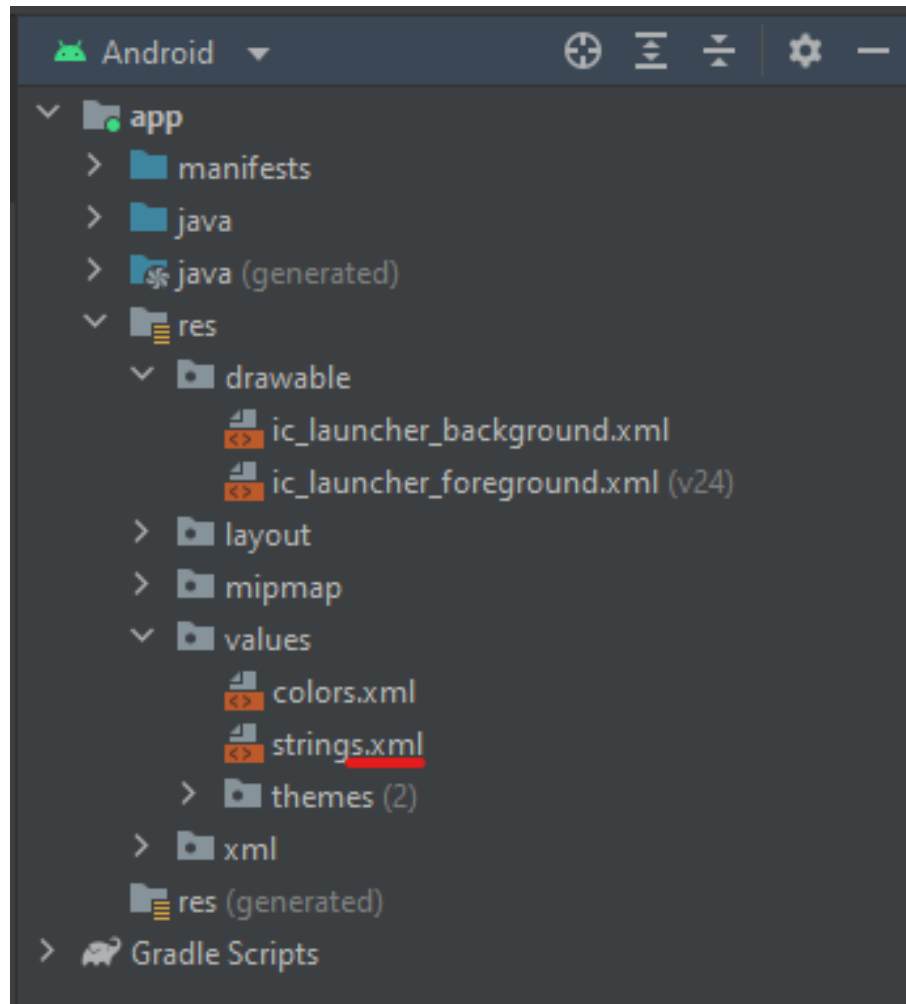 Android
app
manifests
java
java (generated)
res
drawable
ic_launcher_background.xml
ic_launcher_foreground.xml (v24)
layout
mipmap
values
colors.xml
strings.xml
themes (2)
xml
res (generated)
Gradle Scripts